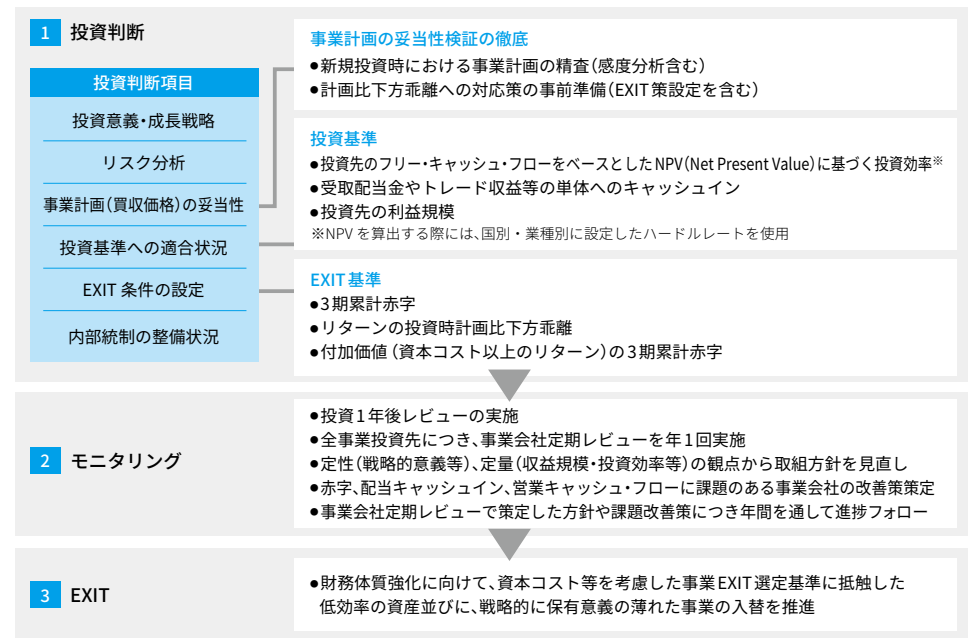 1 投資判断
投資判断項目
投資意義・成長戦略
リスク分析
事業計画(買収価格)の妥当性
投資基準への適合状況
EXIT 条件の設定
内部統制の整備状況
事業計画の妥当性検証の徹底
●新規投資時における事業計画の精査(感度分析含む)
●計画比下方乖離への対応策の事前準備(EXIT策設定を含む)
投資基準
●投資先のフリー・キャッシュ・フローをベースとしたNPV(Net Present Value)に基づく投資効率※
●受取配当金やトレード収益等の単体へのキャッシュイン
●投資先の利益規模
※NPV を算出する際には、国別・業種別に設定したハードルレートを使用
EXIT基準
●3期累計赤字
●リターンの投資時計画比下方乖離
●付加価値(資本コスト以上のリターン)の3期累計赤字
2 モニタリング
●投資1年後レビューの実施
●全事業投資先につき、事業会社定期レビューを年1回実施
●定性(戦略的意義等)、定量(収益規模・投資効率等)の観点から取組方針を見直し
●赤字、配当キャッシュイン、営業キャッシュ・フローに課題のある事業会社の改善策策定
●事業会社定期レビューで策定した方針や課題改善策につき年間を通して進捗フォロー
3 EXIT
●財務体質強化に向けて、資本コスト等を考慮した事業EXIT選定基準に抵触した
低効率の資産並びに、戦略的に保有意義の薄れた事業の入替を推進